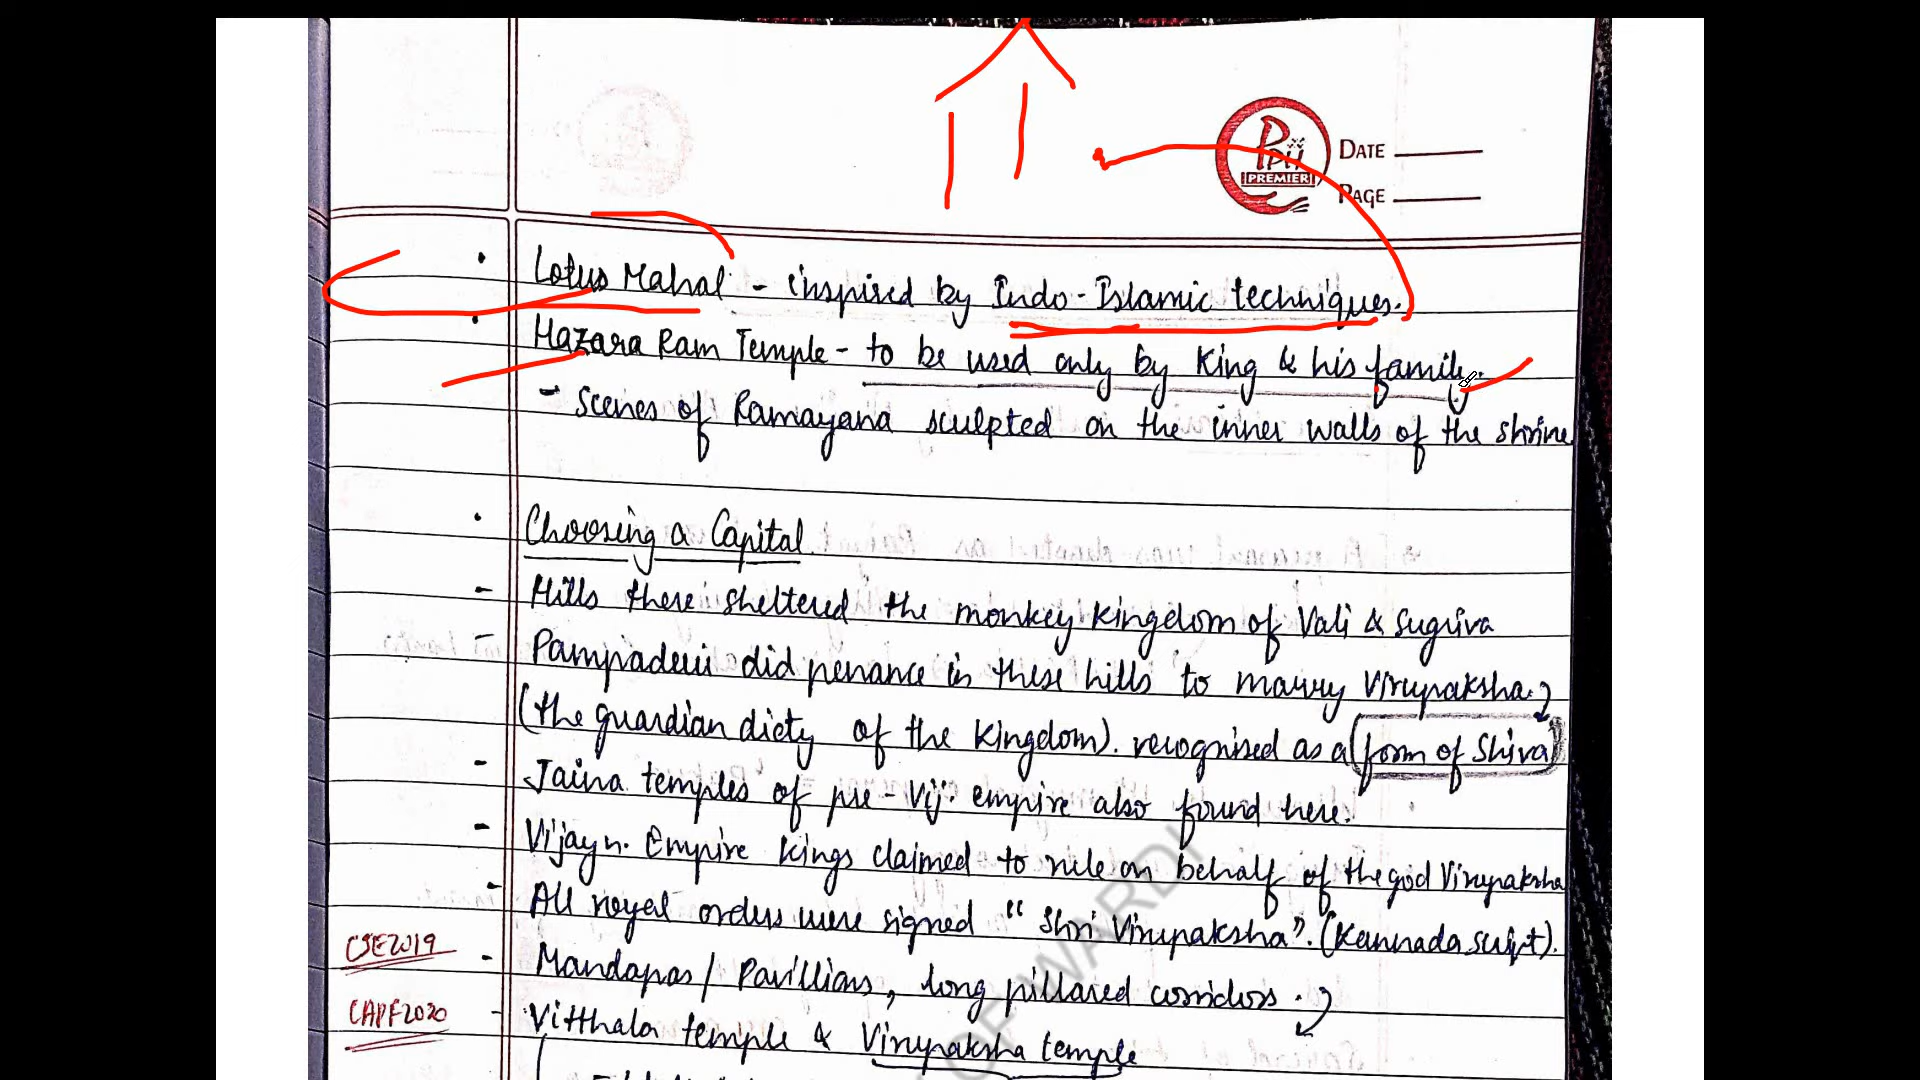 PPH
PREMIER
DATE
PAGE
• Lotus Mahal - inspired by Indo-Islamic techniques.
• Hazara Ram Temple - to be used only by King & his family.
- Scenes of Ramayana sculpted on the inner walls of the shrine
• Choosing a Capital
- Hills there sheltered the monkey kingdom of Vali & Sugriva
- Pampadevi did penance in these hills to marry Virupaksha.
(the guardian diety of the kingdom). recognised as a form of Shiva
- Jaina temples of pre-Vij. empire also found here.
- Vijayn. Empire kings claimed to rule on behalf of the god Virupaksha
- All royal orders were signed "Shri Virupaksha". (Kannada script).
CSE2019
- Mandapas / Pavillions, long pillared corridors.
CAPF2020
- Vitthala temple & Virupaksha temple
OF WARDI